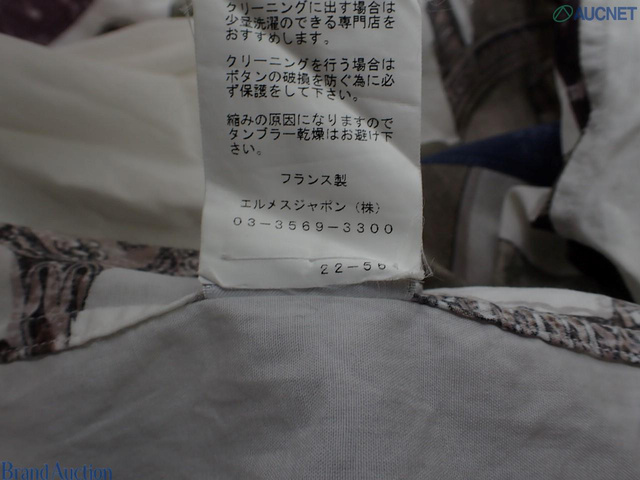 AUCNET
クリーニングに出す場合は
少量洗濯のできる専門店を
おすすめします。
クリーニングを行う場合は
ボタンの破損を防ぐ為に必
ず保護をして下さい。
縮みの原因になりますので
タンブラー乾燥はお避け下
さい。
フランス製
エルメスジャポン(株)
03-3569-3300
22-56
Brand Auction